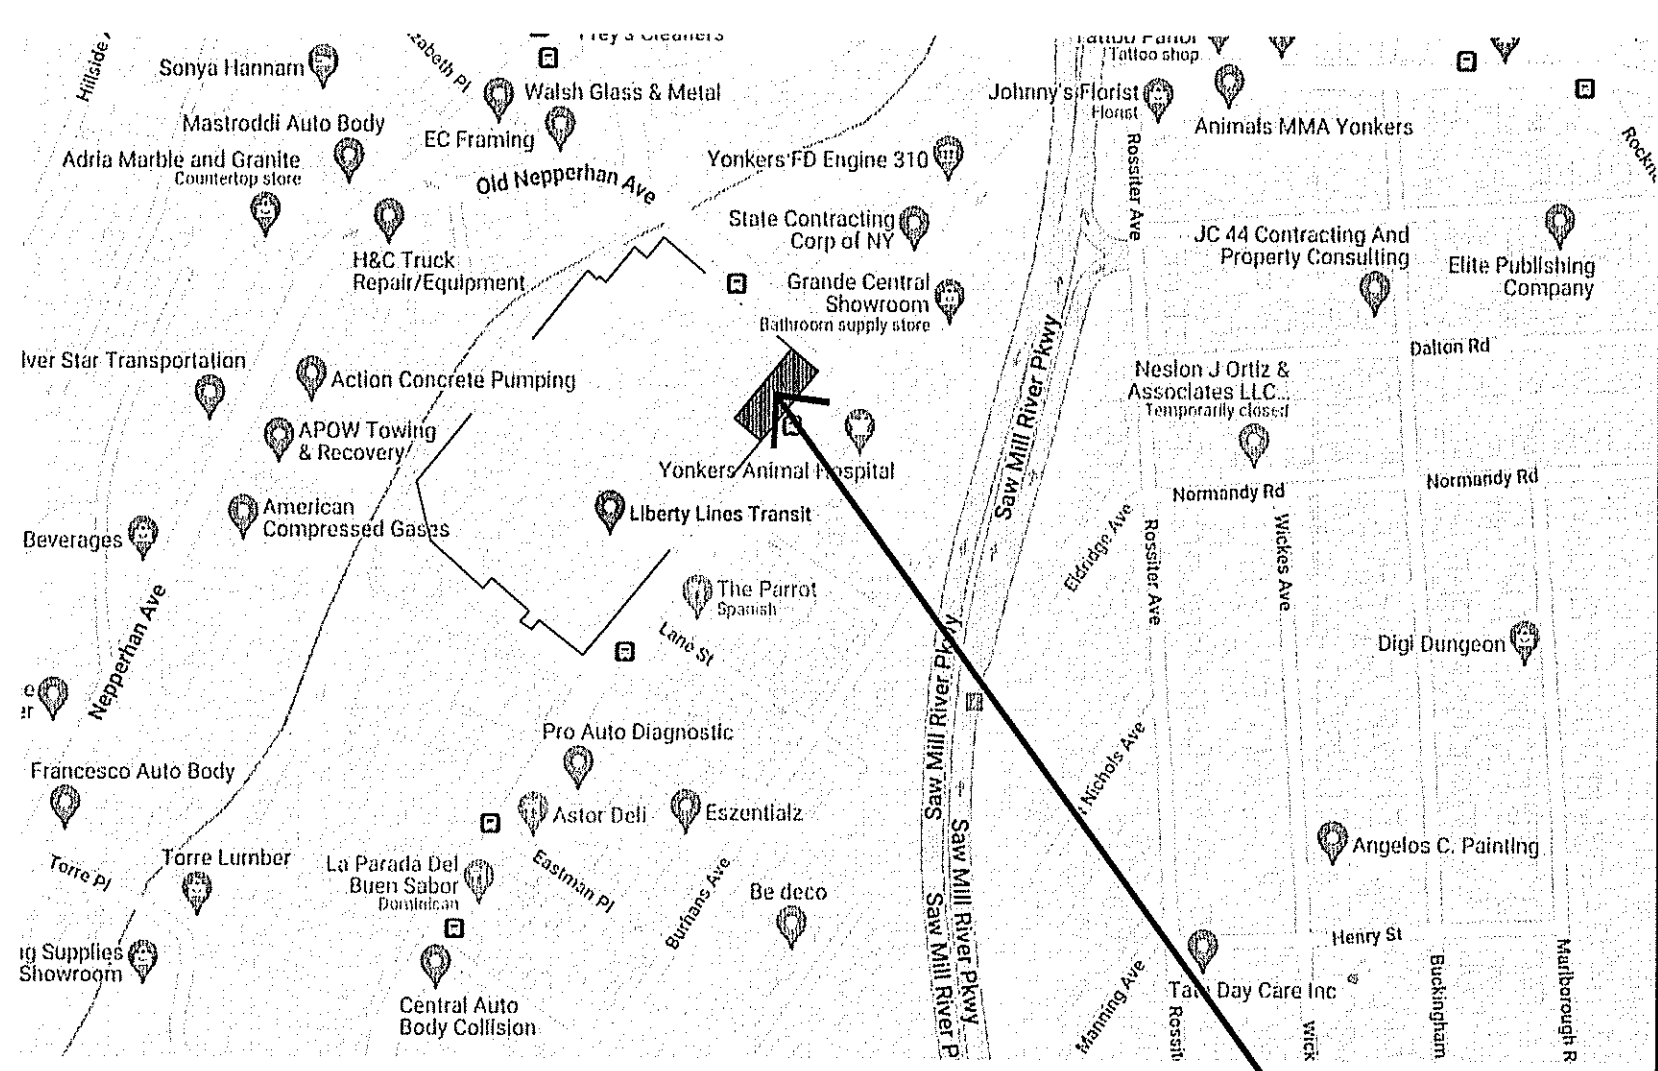 Hillside
Sonya Hannam
Walsh Glass & Metal
EC Framing
Mastroddi Auto Body
Adria Marble and Granite
Countertop store
Old Nepperhan Ave
H&C Truck
Repair/Equipment
Tattoo shop
Johnny's Florist
Florist
Animals MMA Yonkers
Yonkers FD Engine 310
State Contracting
Corp of NY
Grande Central
Showroom
Bathroom supply store
Rossiter Ave
JC 44 Contracting And
Property Consulting
Elite Publishing
Company
Dalton Rd
lver Star Transportation
Action Concrete Pumping
APOW Towing
& Recovery
American
Compressed Gases
Beverages
Yonkers Animal Hospital
Liberty Lines Transit
Saw Mill River Pkwy
Associates LLC...
Temporarily closed
Normandy Rd
Normandy Rd
Eldridge Ave
Rossiter Ave
Wickes Ave
The Parrot
Spanish
Lane St
Nepperhan Ave
Digi Dungeon
Saw Mill River Pkwy
Pro Auto Diagnostic
Francesco Auto Body
Astor Deli
Eszentialz
Nichols Ave
Angelos C. Painting
Torre Pl
Torre Lumber
La Parada Del
Buen Sabor
Dominican
Eastman Pl
Burhans Ave
Be deco
Saw Mill River Pkwy
Saw Mill River P
Henry St
Manning Ave
Day Care Inc
Rossit
Wick
Buckingham
Marlborough R
ng Supplies
Showroom
Central Auto
Body Collision